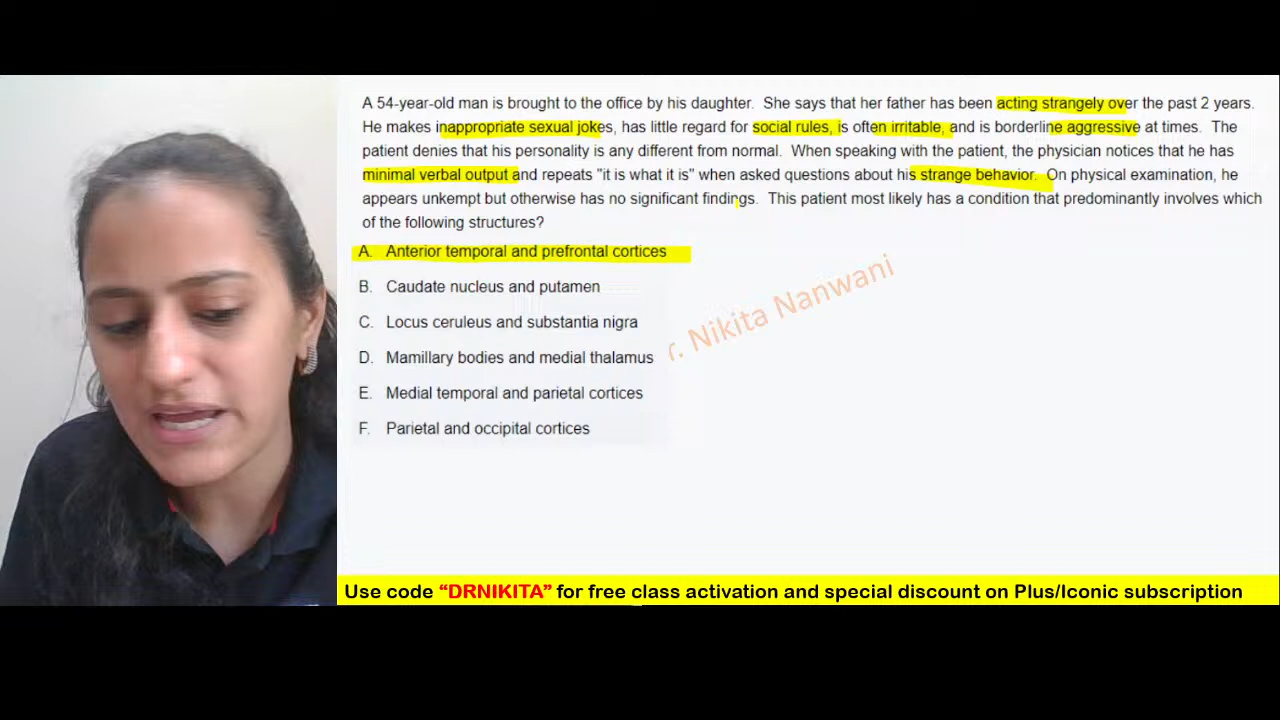 A 54-year-old man is brought to the office by his daughter. She says that her father has been acting strangely over the past 2 years.
He makes inappropriate sexual jokes, has little regard for social rules, is often irritable, and is borderline aggressive at times. The
patient denies that his personality is any different from normal. When speaking with the patient, the physician notices that he has
minimal verbal output and repeats "it is what it is" when asked questions about his strange behavior. On physical examination, he
appears unkempt but otherwise has no significant findings. This patient most likely has a condition that predominantly involves which
of the following structures?
A. Anterior temporal and prefrontal cortices
B. Caudate nucleus and putamen
C. Locus ceruleus and substantia nigra
D. Mamillary bodies and medial thalamus
E. Medial temporal and parietal cortices
F. Parietal and occipital cortices
r. Nikita Nanwani
Use code “DRNIKITA” for free class activation and special discount on Plus/Iconic subscription